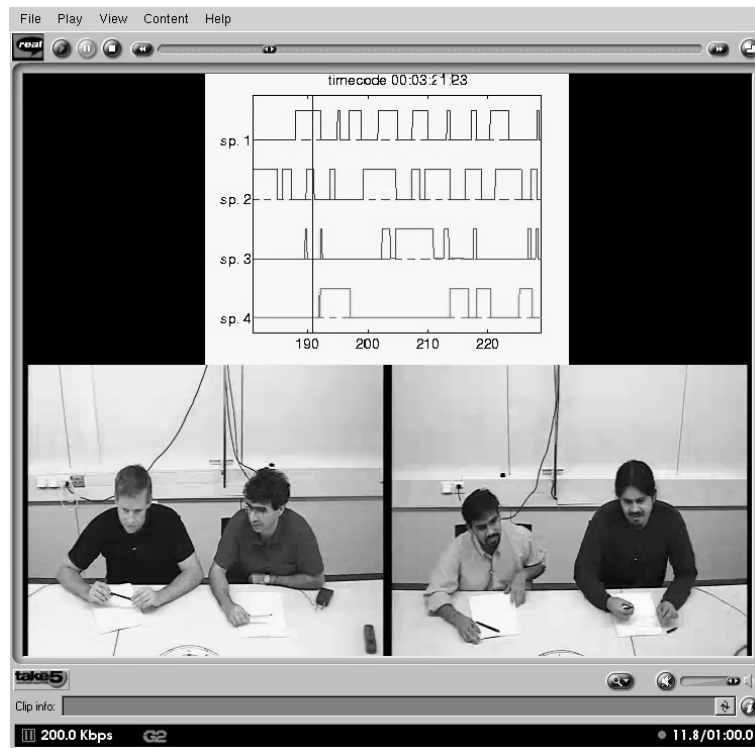 File Play View Content Help
real
timecode 00:03:21:23
sp. 1
sp. 2
sp. 3
sp. 4
190 200 210 220
take5
Clip info:
200.0 Kbps G2 11.8/01:00.0